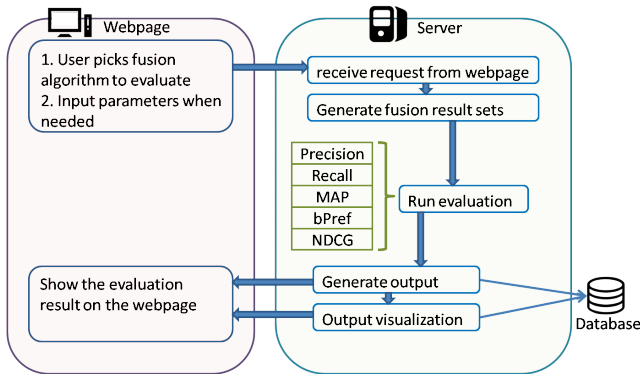 Webpage
Server
1. User picks fusion
algorithm to evaluate
2. Input parameters when
needed
receive request from webpage
Generate fusion result sets
Precision
Recall
MAP
bPref
NDCG
Run evaluation
Show the evaluation
result on the webpage
Generate output
Output visualization
Database